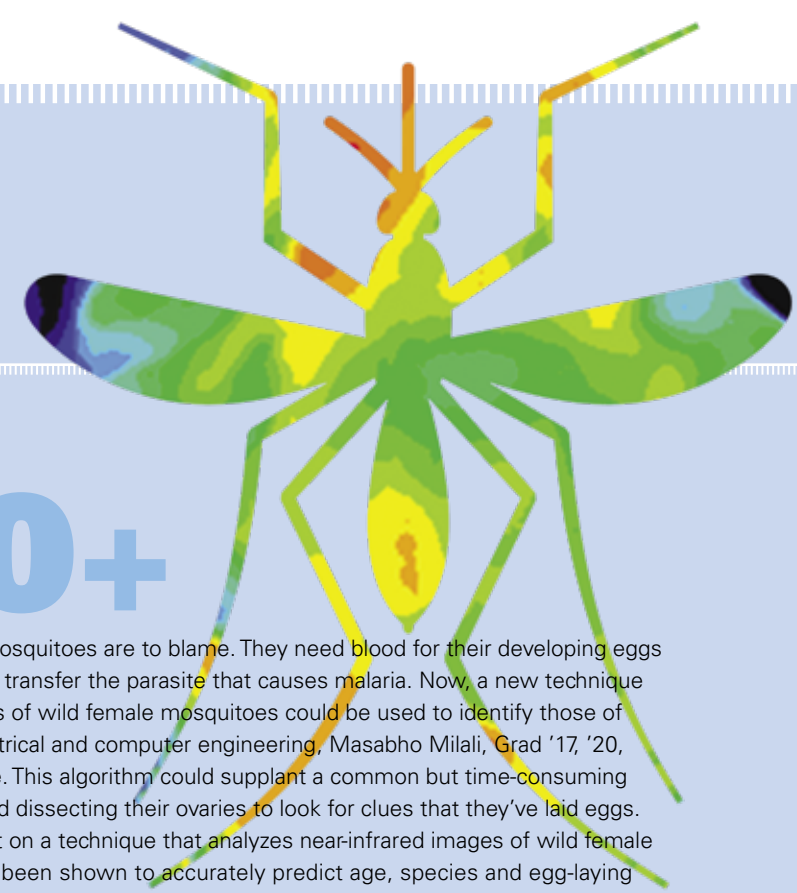 0+
osquitoes are to blame. They need blood for their developing eggs
transfer the parasite that causes malaria. Now, a new technique
s of wild female mosquitoes could be used to identify those of
trical and computer engineering, Masabho Milali, Grad ’17, ’20,
e. This algorithm could supplant a common but time-consuming
d dissecting their ovaries to look for clues that they’ve laid eggs.
t on a technique that analyzes near-infrared images of wild female
been shown to accurately predict age, species and egg-laying